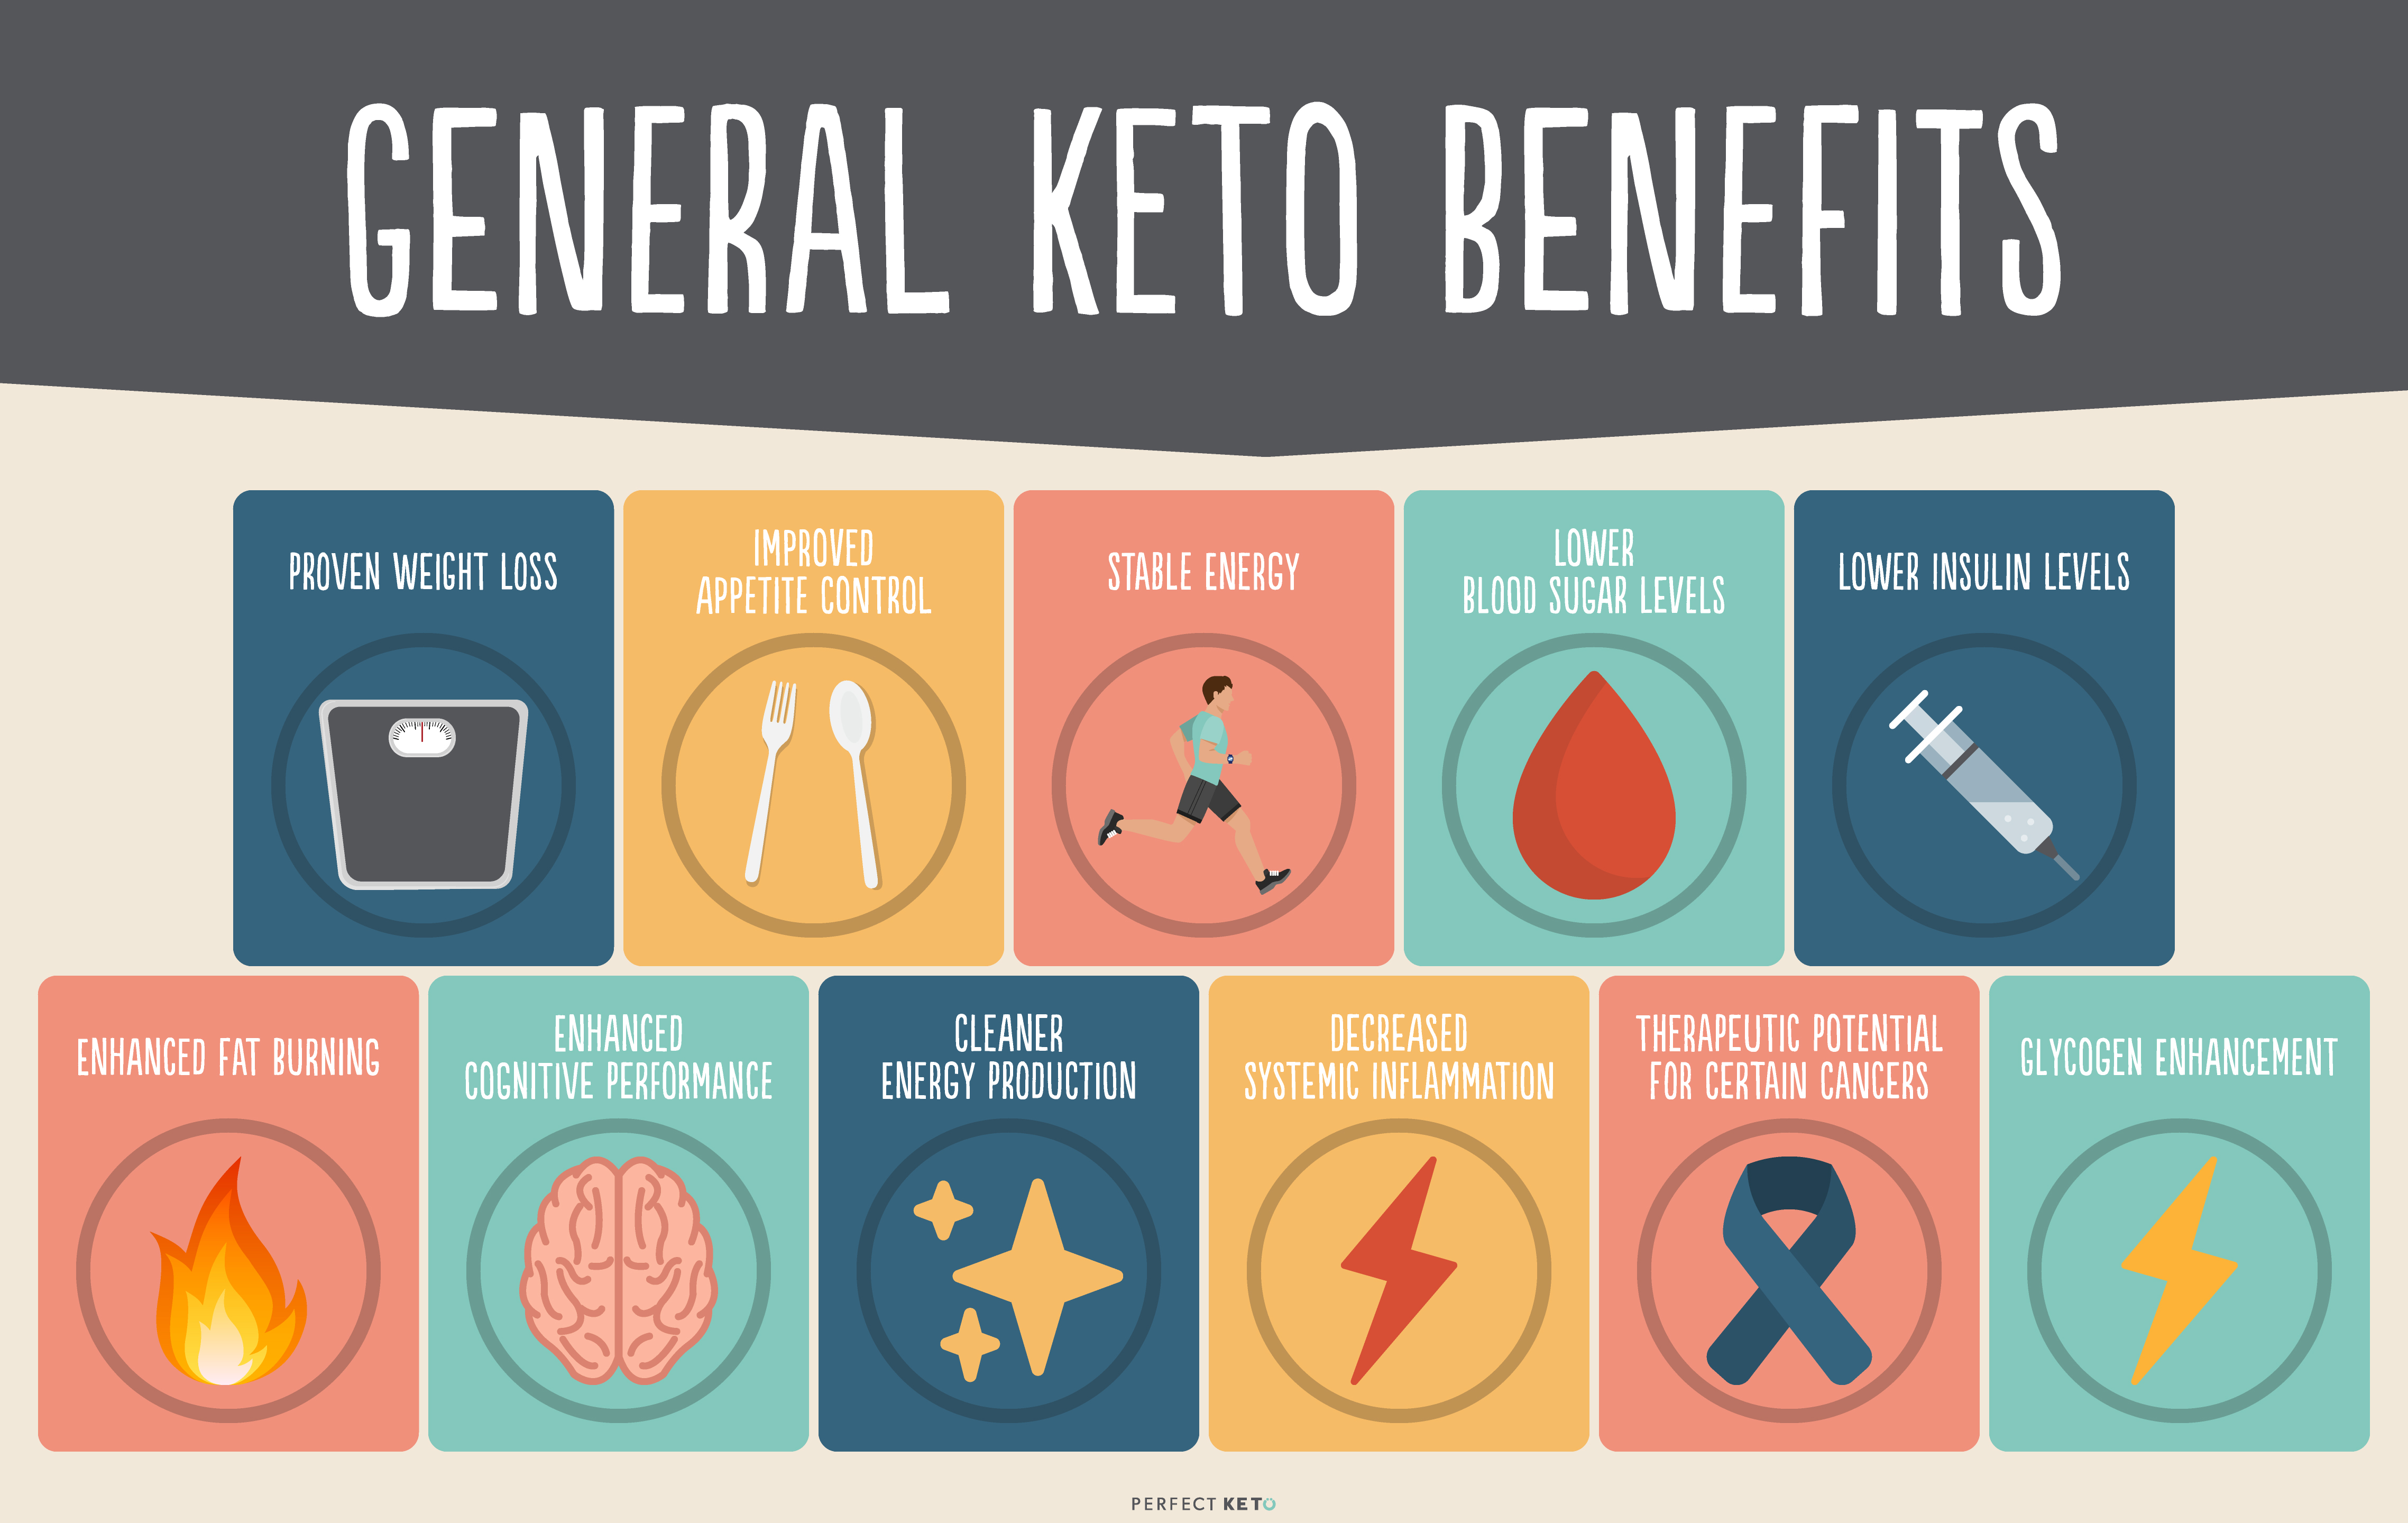 GENERAL KETO BENEFITS
PROVEN WEIGHT LOSS
IMPROVED
APPETITE CONTROL
STABLE ENERGY
LOWER
BLOOD SUGAR LEVELS
LOWER INSULIN LEVELS
ENHANCED FAT BURNING
ENHANCED
COGNITIVE PERFORMANCE
CLEANER
ENERGY PRODUCTION
DECREASED
SYSTEMIC INFLAMMATION
THERAPEUTIC POTENTIAL
FOR CERTAIN CANCERS
GLYCOGEN ENHANCEMENT
PERFECT KETO